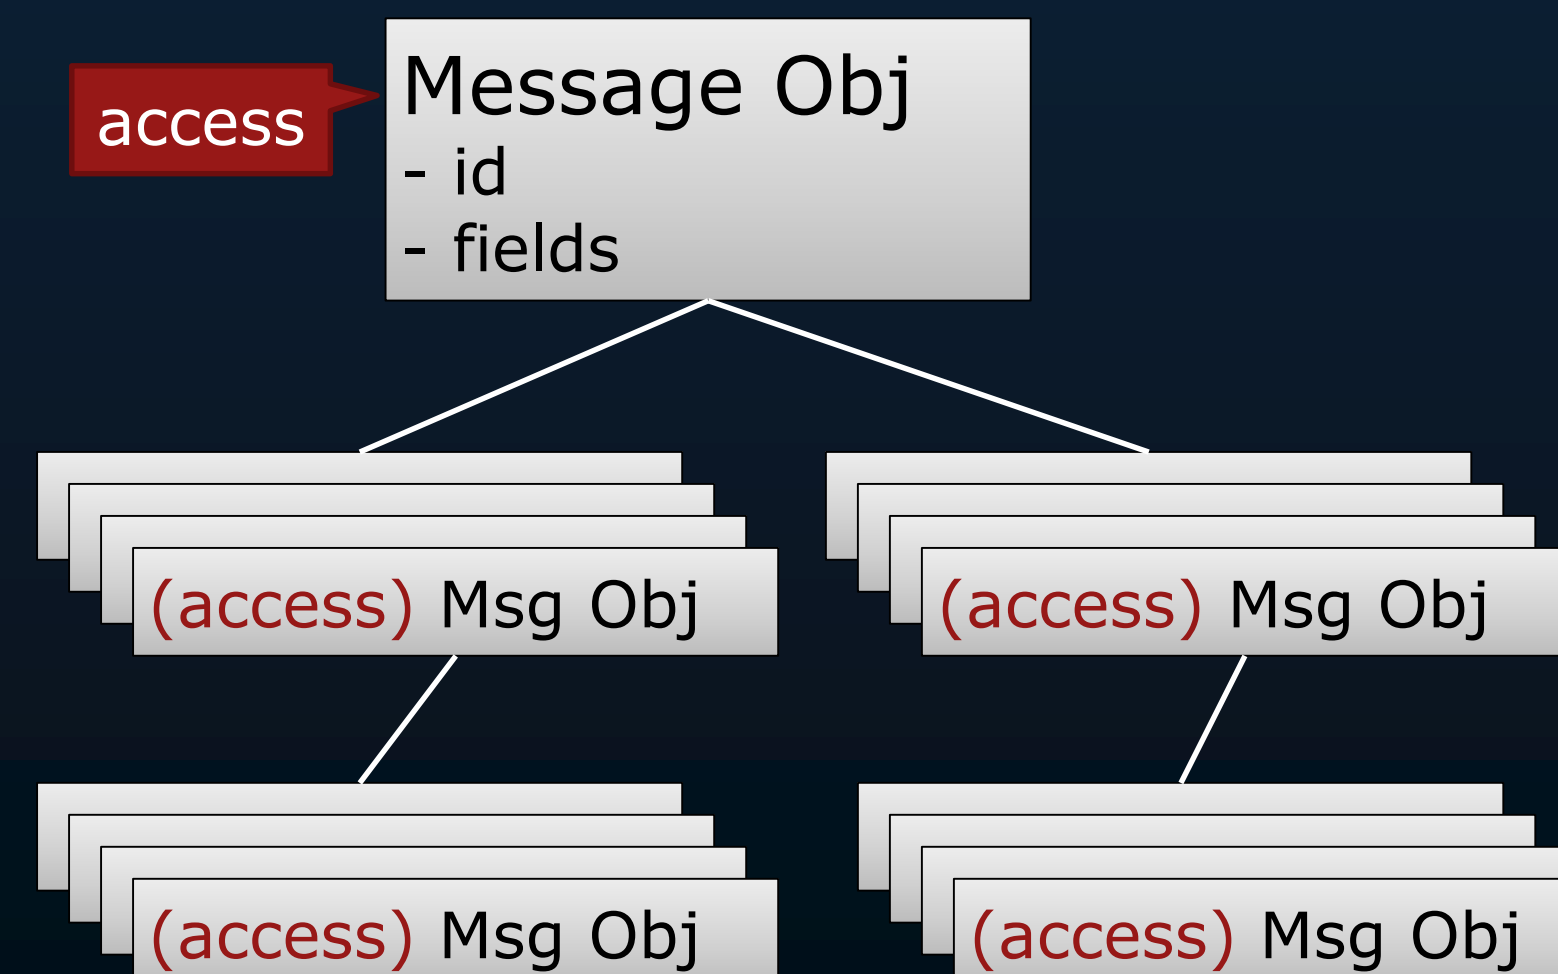 access
Message Obj
- id
- fields
(access) Msg Obj
(access) Msg Obj
(access) Msg Obj
(access) Msg Obj